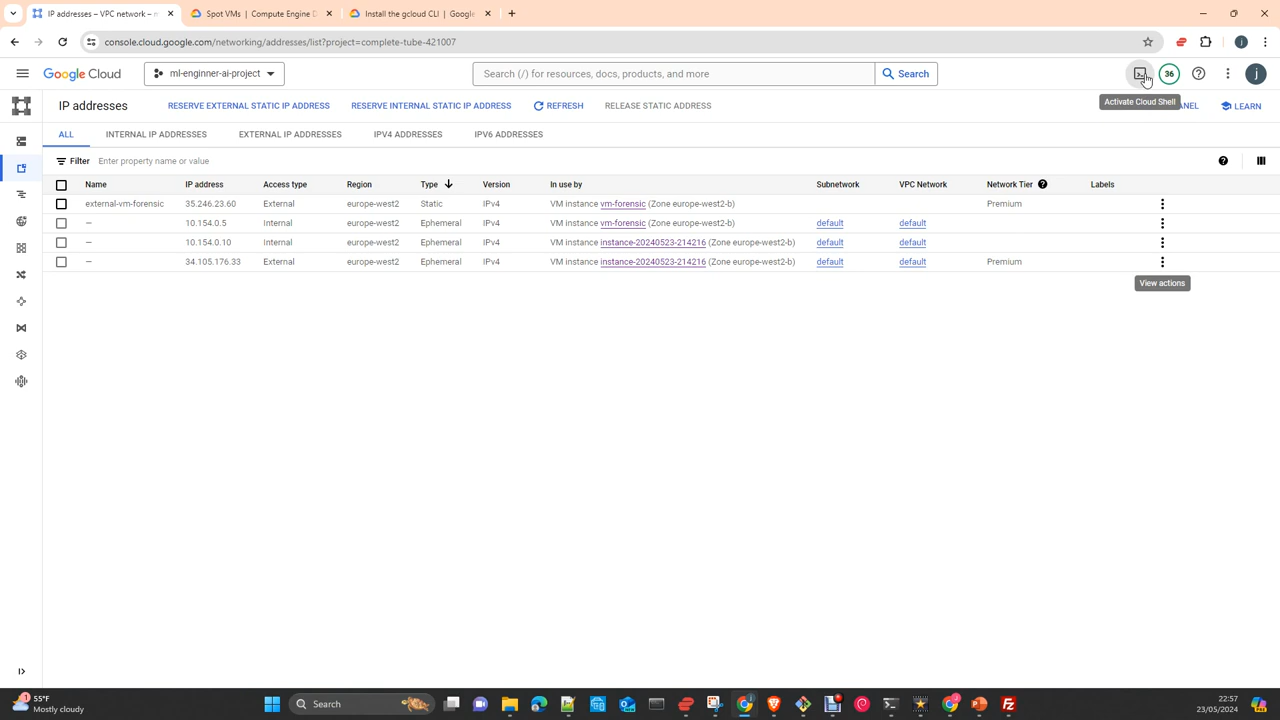 IP addresses – VPC network – n
Spot VMs | Compute Engine D
Install the gcloud CLI | Google
console.cloud.google.com/networking/addresses/list?project=complete-tube-421007
Google Cloud
ml-enginner-ai-project
Search (/) for resources, docs, products, and more
Search
36
j
IP addresses
RESERVE EXTERNAL STATIC IP ADDRESS
RESERVE INTERNAL STATIC IP ADDRESS
REFRESH
RELEASE STATIC ADDRESS
Activate Cloud Shell
ANEL
LEARN
ALL
INTERNAL IP ADDRESSES
EXTERNAL IP ADDRESSES
IPV4 ADDRESSES
IPV6 ADDRESSES
Filter Enter property name or value
Name IP address Access type Region Type Version In use by Subnetwork VPC Network Network Tier Labels
external-vm-forensic 35.246.23.60 External europe-west2 Static IPv4 VM instance vm-forensic (Zone europe-west2-b) Premium
– 10.154.0.5 Internal europe-west2 Ephemeral IPv4 VM instance vm-forensic (Zone europe-west2-b) default default
– 10.154.0.10 Internal europe-west2 Ephemeral IPv4 VM instance instance-20240523-214216 (Zone europe-west2-b) default default
– 34.105.176.33 External europe-west2 Ephemeral IPv4 VM instance instance-20240523-214216 (Zone europe-west2-b) default default Premium
View actions
55°F
Mostly cloudy
Search
22:57
23/05/2024